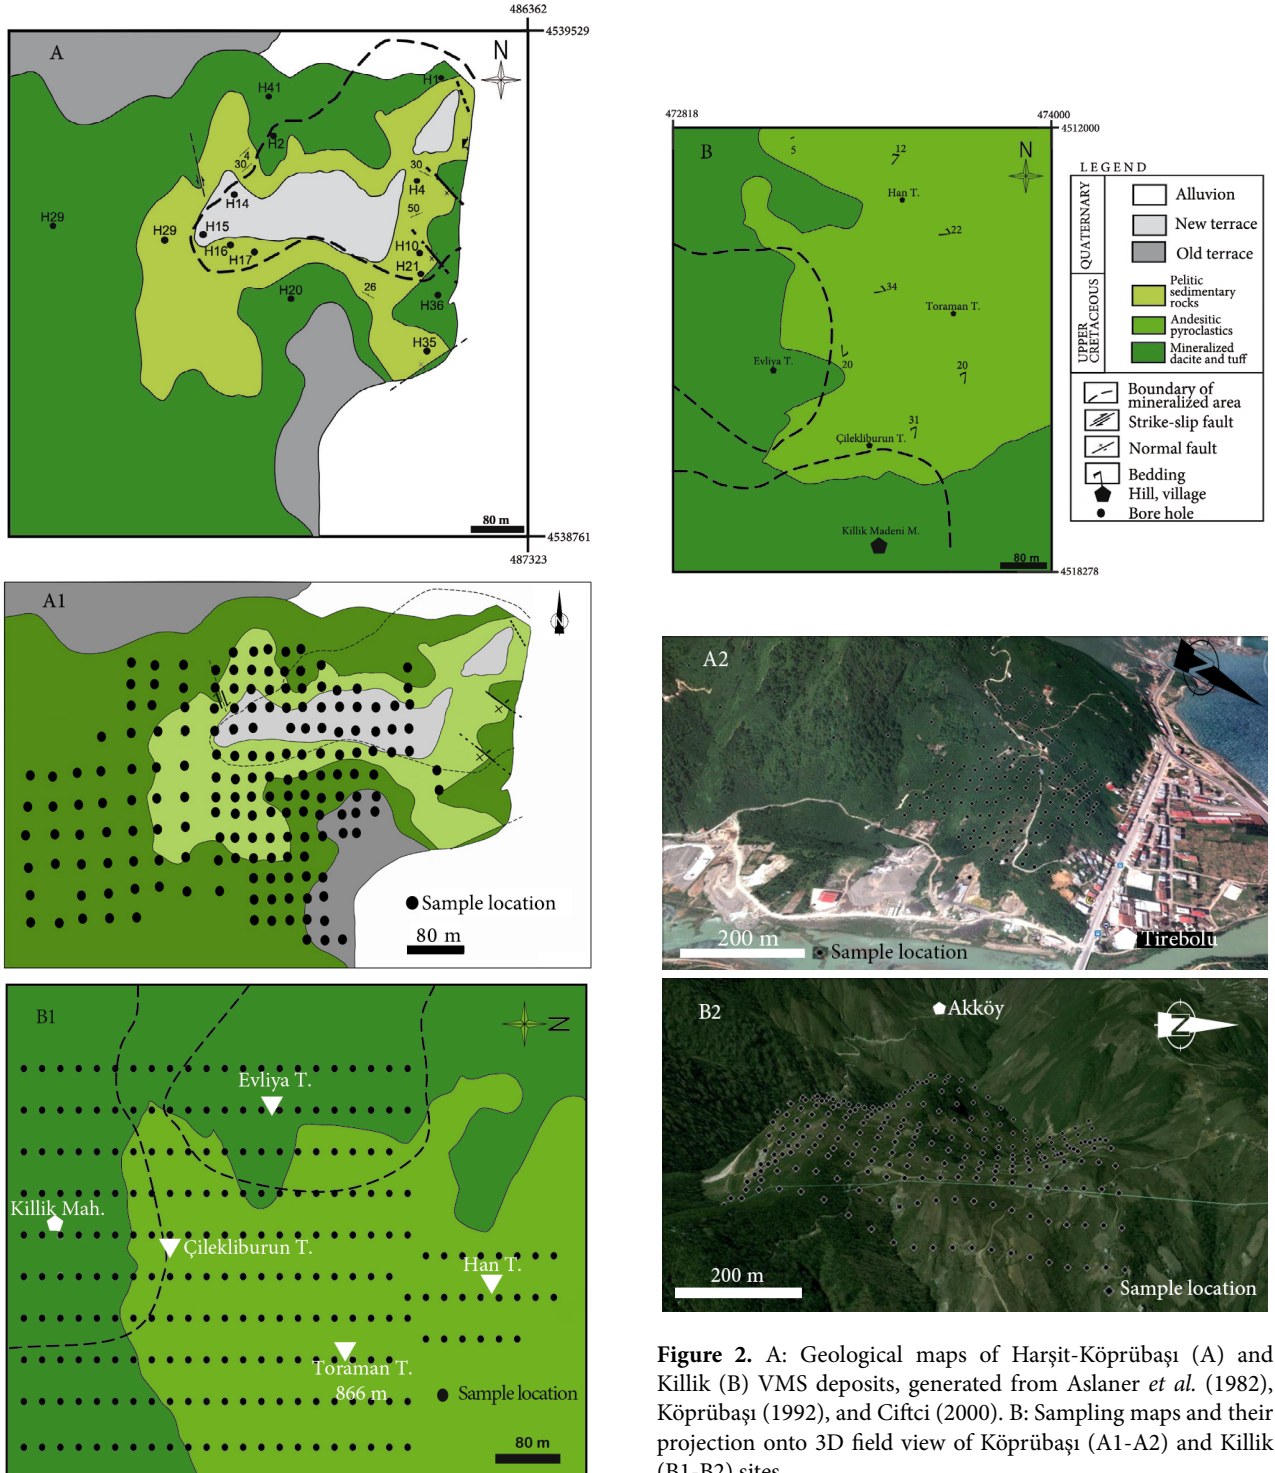 486362
4539529
A
N
H41
H1
H2
4
30
30
H4
H14
50
H29
H29
H15
H16
H17
H10
H21
26
H20
H36
H35
80 m
4538761
487323
472818
474000
4512000
B
N
5
12
Han T.
22
34
Toraman T.
Evliya T.
20
20
31
Çilekliburun T.
Killik Madeni M.
80 m
4518278
LEGEND
QUATERNARY
Alluvion
New terrace
Old terrace
UPPER
CRETACEOUS
Pelitic
sedimentary
rocks
Andesitic
pyroclastics
Mineralized
dacite and tuff
Boundary of
mineralized area
Strike-slip fault
Normal fault
Bedding
Hill, village
Bore hole
A1
N
Sample location
80 m
A2
200 m
Sample location
Tirebolu
B1
N
Evliya T.
Killik Mah.
Çilekliburun T.
Han T.
Toraman T.
866 m
Sample location
80 m
B2
Akköy
N
200 m
Sample location
Figure 2. A: Geological maps of Harşit-Köprübaşı (A) and
Killik (B) VMS deposits, generated from Aslaner et al. (1982),
Köprübaşı (1992), and Ciftci (2000). B: Sampling maps and their
projection onto 3D field view of Köprübaşı (A1-A2) and Killik
(B1-B2) sites.